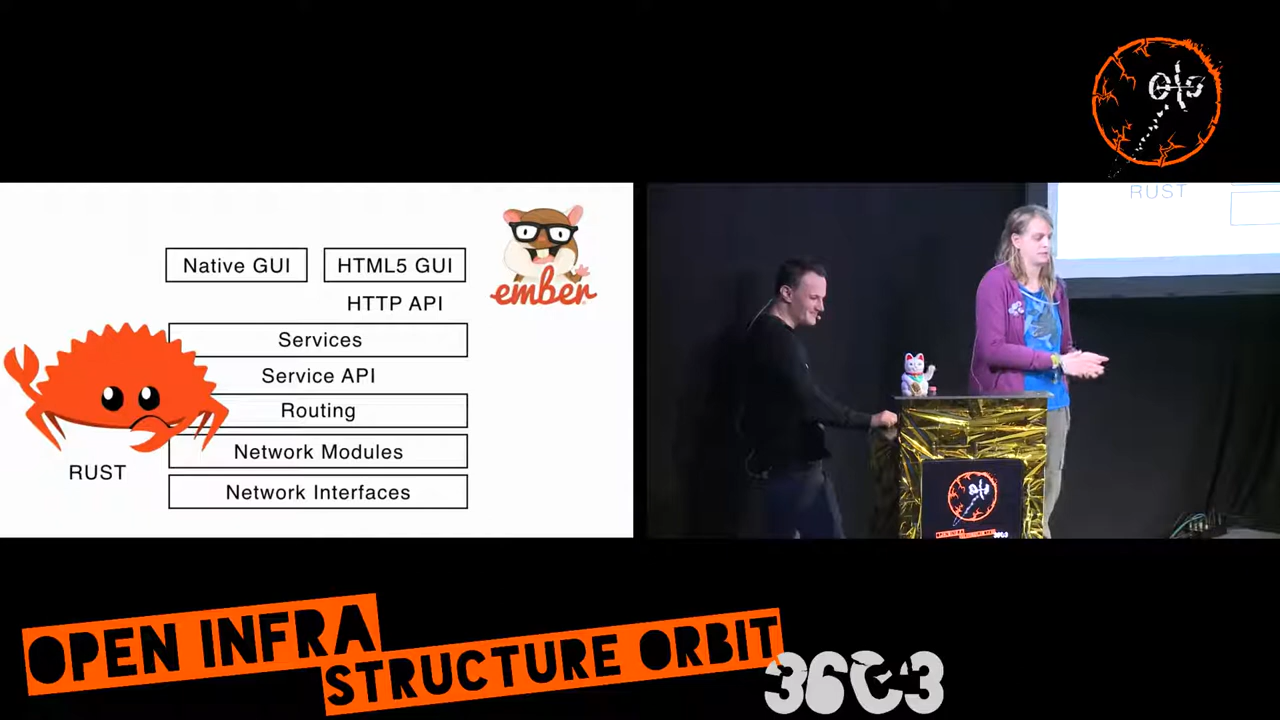 Native GUI
HTML5 GUI
ember
HTTP API
Services
Service API
Routing
Network Modules
Network Interfaces
RUST
RUST
OPEN INFRA
STRUCTURE ORBIT
36C3